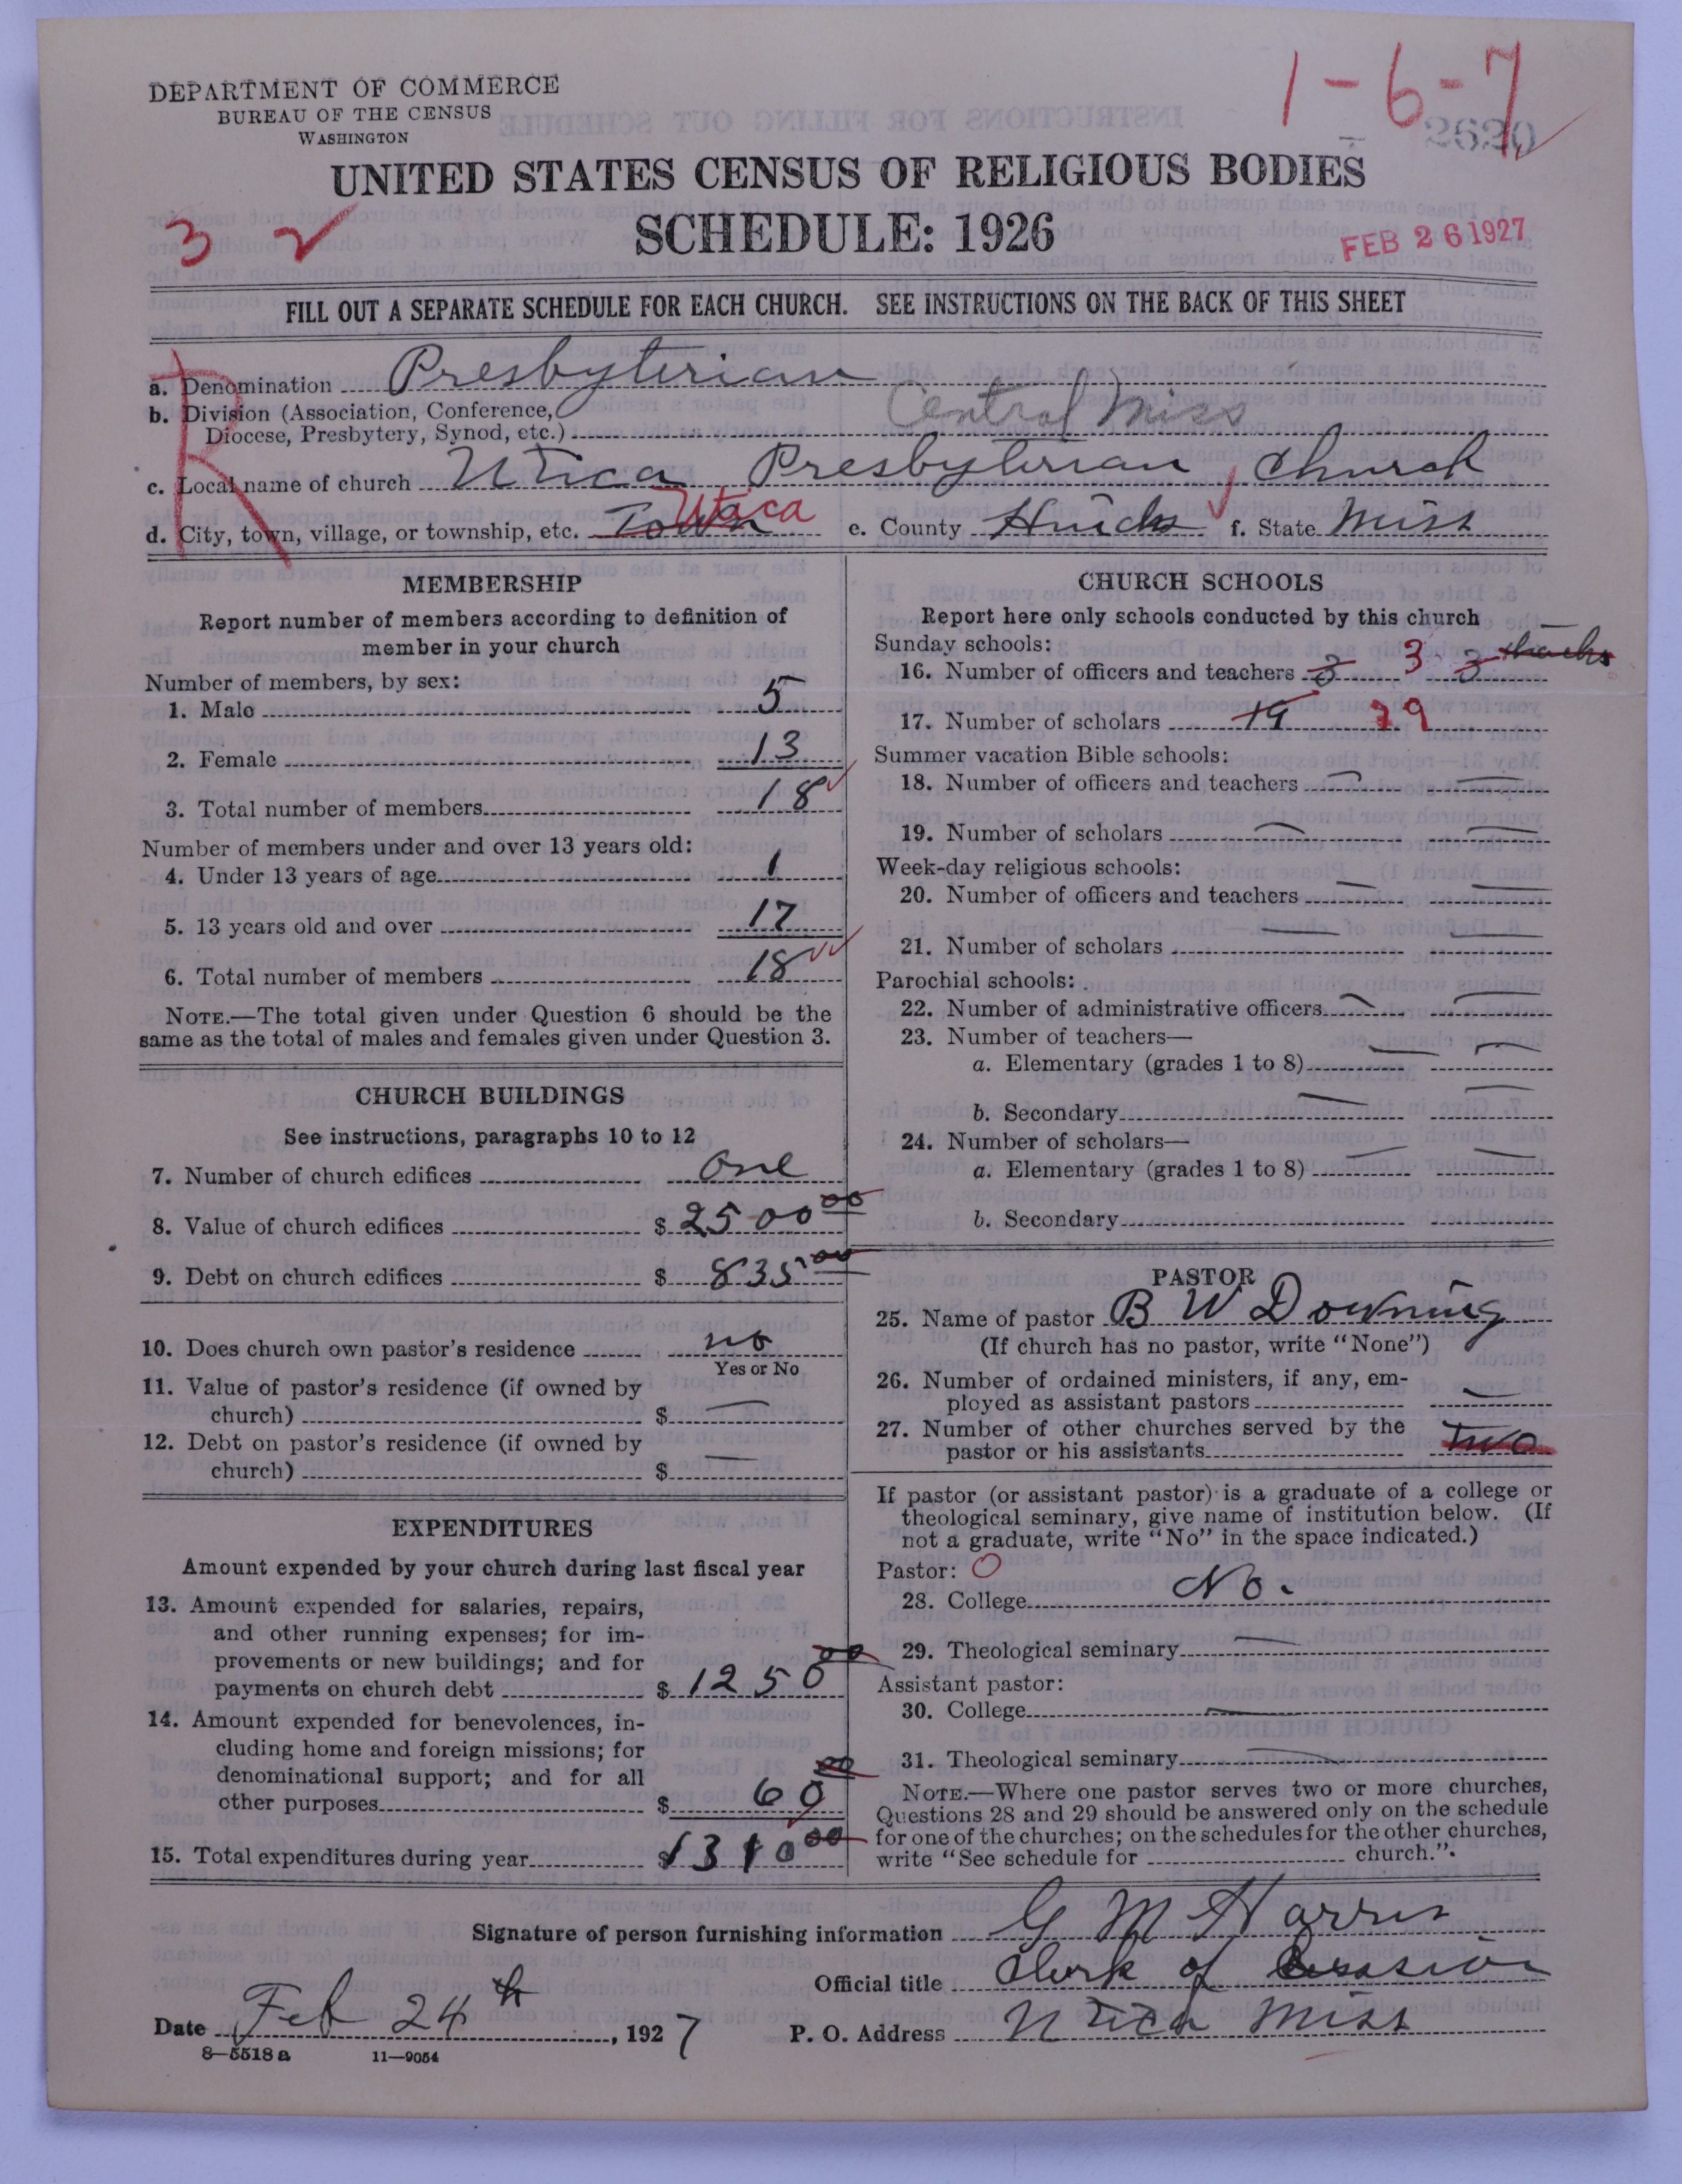 DEPARTMENT OF COMMERCE
BUREAU OF THE CENSUS
WASHINGTON
1-6-7
2620
UNITED STATES CENSUS OF RELIGIOUS BODIES
SCHEDULE: 1926
3 2
FEB 26 1927
FILL OUT A SEPARATE SCHEDULE FOR EACH CHURCH. SEE INSTRUCTIONS ON THE BACK OF THIS SHEET
a. Denomination Presbyterian
b. Division (Association, Conference,
Diocese, Presbytery, Synod, etc.) Central Miss
c. Local name of church Utica Presbyterian Church
d. City, town, village, or township, etc. Town Utica e. County Hinds f. State Miss
R
MEMBERSHIP
Report number of members according to definition of
member in your church
Number of members, by sex:
1. Male 5
2. Female 13
3. Total number of members 18
Number of members under and over 13 years old:
4. Under 13 years of age 1
5. 13 years old and over 17
6. Total number of members 18
NOTE.—The total given under Question 6 should be the
same as the total of males and females given under Question 3.
CHURCH BUILDINGS
See instructions, paragraphs 10 to 12
7. Number of church edifices One
8. Value of church edifices $ 2500 00
9. Debt on church edifices $ 835 00
10. Does church own pastor's residence no
Yes or No
11. Value of pastor's residence (if owned by
church) $ —
12. Debt on pastor's residence (if owned by
church) $ —
EXPENDITURES
Amount expended by your church during last fiscal year
13. Amount expended for salaries, repairs,
and other running expenses; for im-
provements or new buildings; and for
payments on church debt $ 1250 00
14. Amount expended for benevolences, in-
cluding home and foreign missions; for
denominational support; and for all
other purposes $ 60 00
15. Total expenditures during year $ 1310 00
CHURCH SCHOOLS
Report here only schools conducted by this church
Sunday schools:
16. Number of officers and teachers 3 3 3
17. Number of scholars 19 19
Summer vacation Bible schools:
18. Number of officers and teachers — —
19. Number of scholars — —
Week-day religious schools:
20. Number of officers and teachers — —
21. Number of scholars — —
Parochial schools:
22. Number of administrative officers — —
23. Number of teachers—
a. Elementary (grades 1 to 8) — —
b. Secondary — —
24. Number of scholars—
a. Elementary (grades 1 to 8) — —
b. Secondary
PASTOR
25. Name of pastor B W Downing
(If church has no pastor, write "None")
26. Number of ordained ministers, if any, em-
ployed as assistant pastors —
27. Number of other churches served by the
pastor or his assistants two
If pastor (or assistant pastor) is a graduate of a college or
theological seminary, give name of institution below. (If
not a graduate, write "No" in the space indicated.)
Pastor: O
28. College No.
29. Theological seminary —
Assistant pastor:
30. College —
31. Theological seminary —
NOTE.—Where one pastor serves two or more churches,
Questions 28 and 29 should be answered only on the schedule
for one of the churches; on the schedules for the other churches,
write "See schedule for church."
Signature of person furnishing information G M Harris
Official title Clerk of Session
Date Feb 24th, 1927 P. O. Address Utica Miss
8—5518a 11—9054